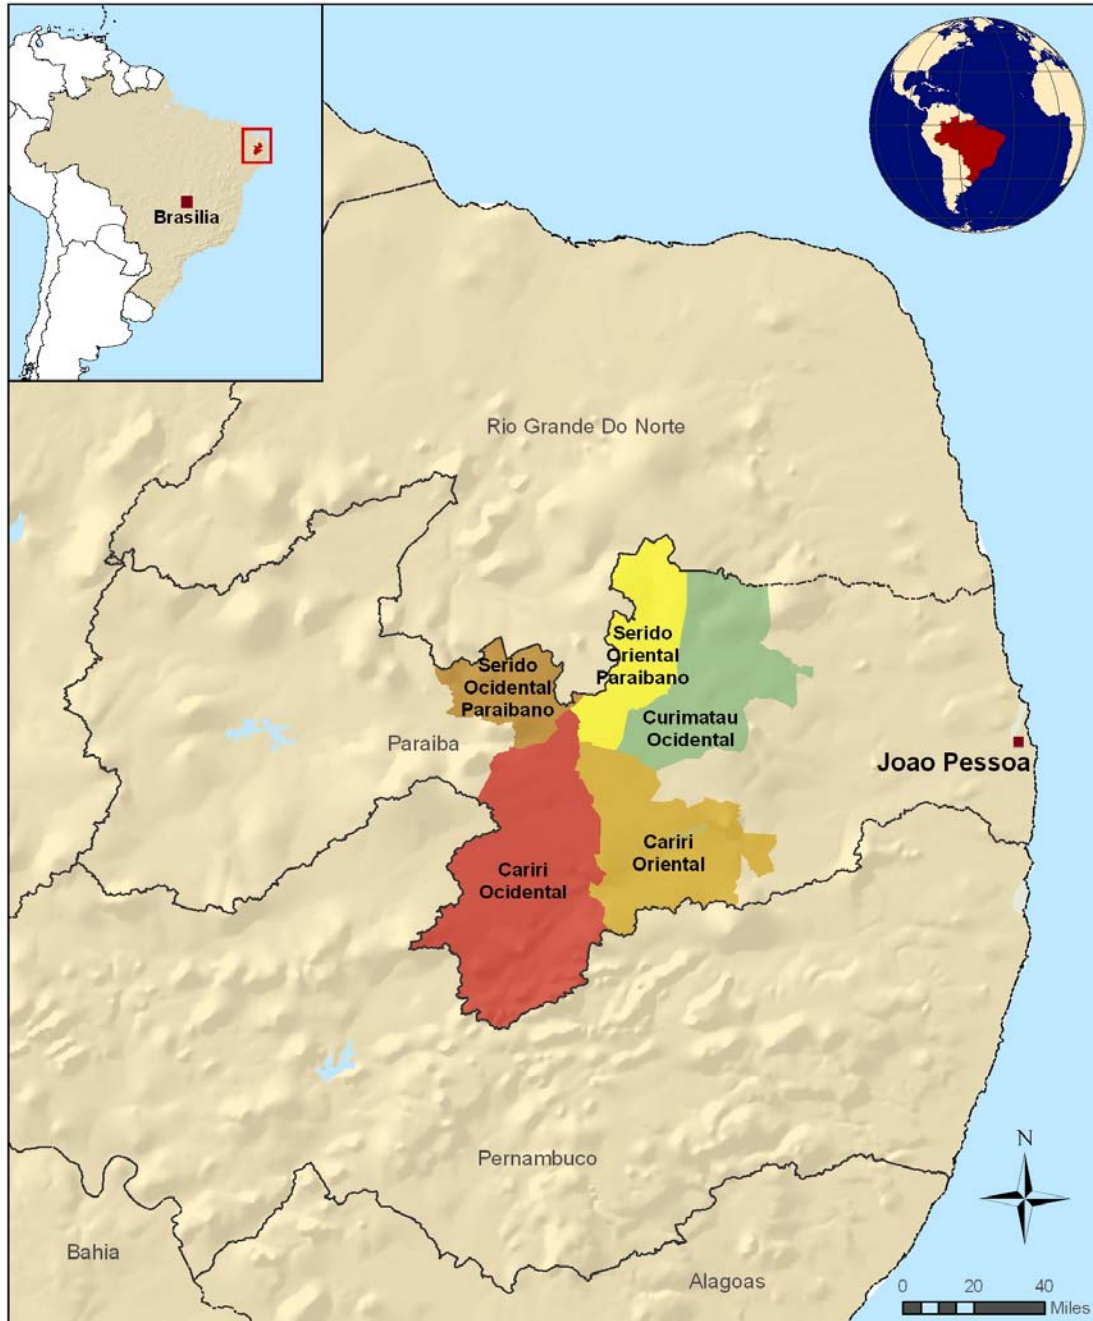 Brasilia
Rio Grande Do Norte
Serido
Oriental
Paraibano
Serido
Ocidental
Paraibano
Curimatau
Ocidental
Paraiba
Joao Pessoa
Cariri
Oriental
Cariri
Ocidental
Pernambuco
N
Bahia
Alagoas
0 20 40
Miles